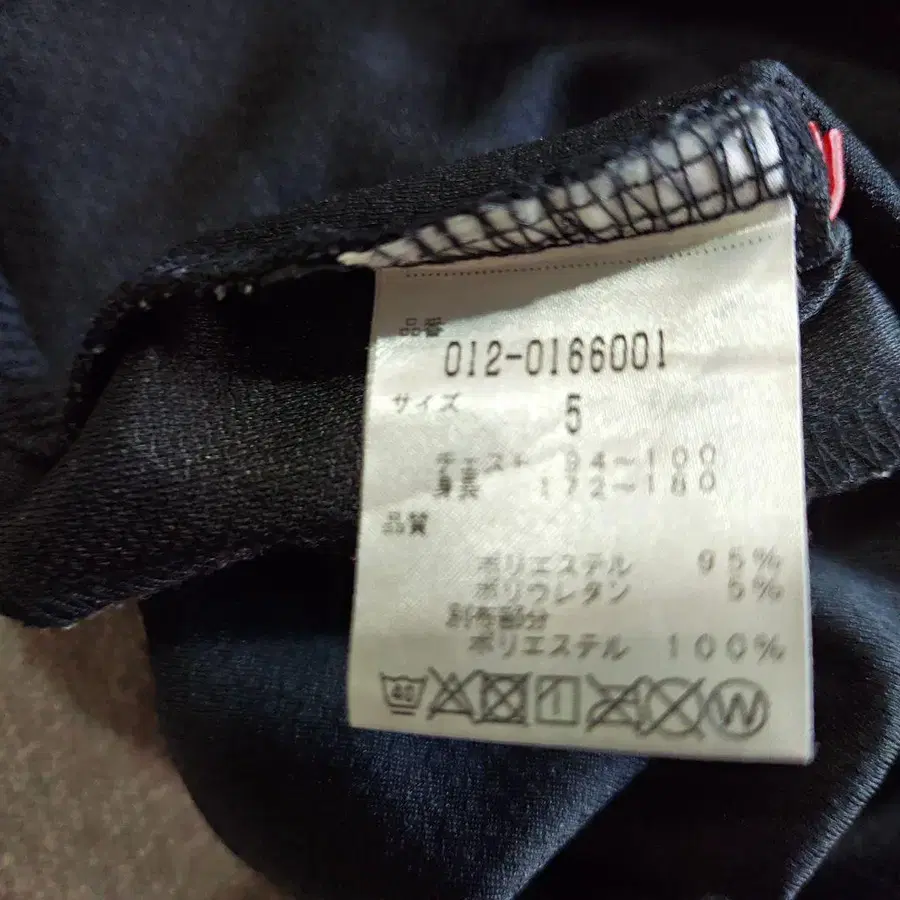 品番
012-0166001
サイズ 5
チェスト 94～100
身長 172～180
品質
ポリエステル 95%
ポリウレタン 5%
別布部分
ポリエステル 100%
40
W